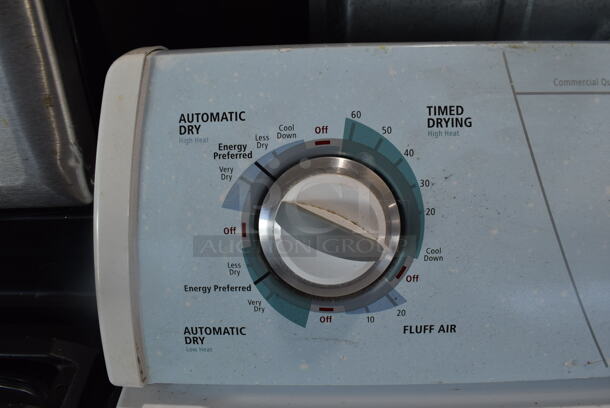 AUTOMATIC
DRY
High Heat
Energy
Preferred
Very
Dry
Less
Dry
Cool
Down
Off
60
50
40
30
20
TIMED
DRYING
High Heat
Commercial Qu
Cool
Down
Off
20
10
FLUFF AIR
Off
Very
Dry
Energy Preferred
Less
Dry
Off
AUTOMATIC
DRY
Low Heat
AUCTION GROUP